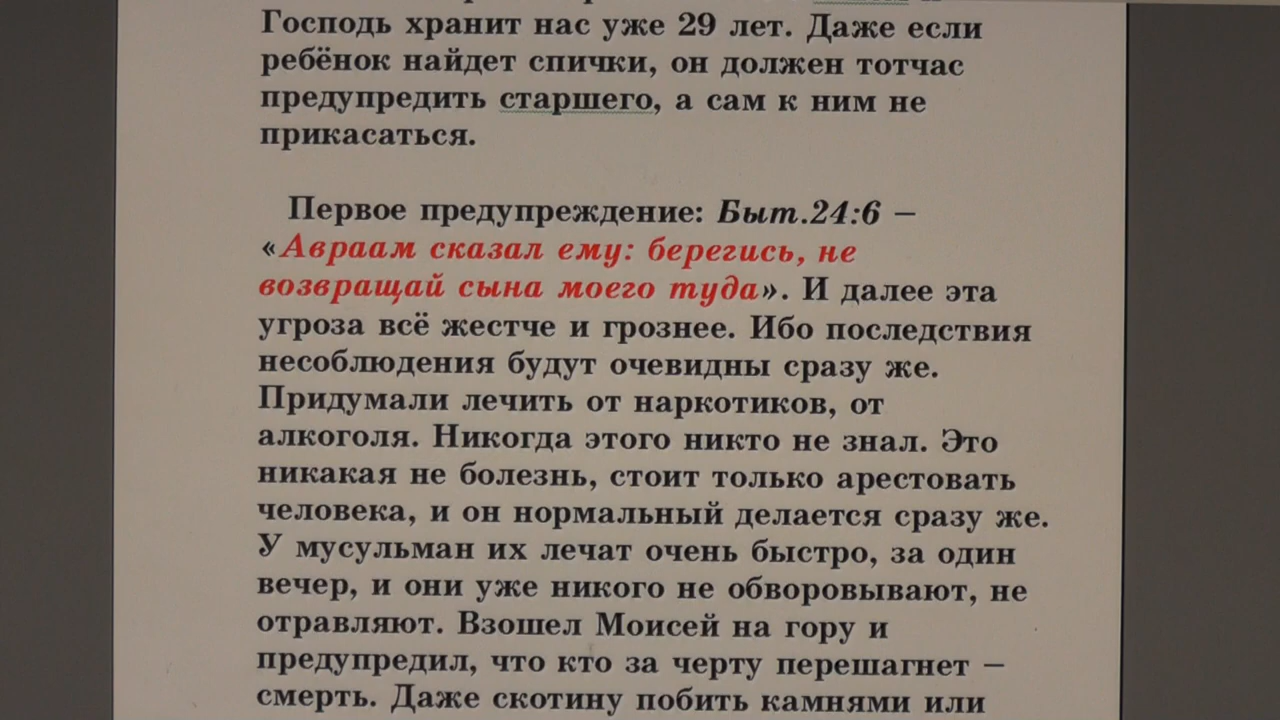 Господь хранит нас уже 29 лет. Даже если
ребёнок найдет спички, он должен тотчас
предупредить старшего, а сам к ним не
прикасаться.
Первое предупреждение: Быт.24:6 –
«Авраам сказал ему: берегись, не
возвращай сына моего туда». И далее эта
угроза всё жестче и грознее. Ибо последствия
несоблюдения будут очевидны сразу же.
Придумали лечить от наркотиков, от
алкоголя. Никогда этого никто не знал. Это
никакая не болезнь, стоит только арестовать
человека, и он нормальный делается сразу же.
У мусульман их лечат очень быстро, за один
вечер, и они уже никого не обворовывают, не
отравляют. Взошел Моисей на гору и
предупредил, что кто за черту перешагнет –
смерть. Даже скотину побить камнями или